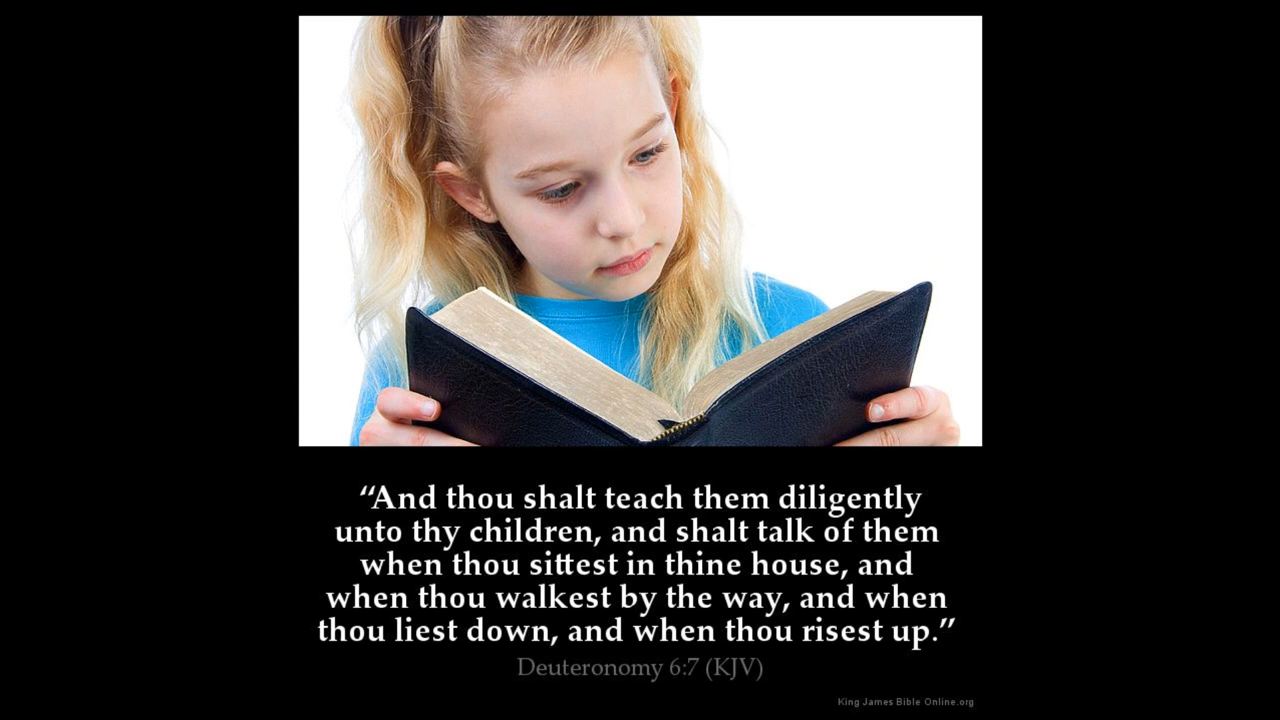 “And thou shalt teach them diligently
unto thy children, and shalt talk of them
when thou sittest in thine house, and
when thou walkest by the way, and when
thou liest down, and when thou risest up.”
Deuteronomy 6:7 (KJV)
King James Bible Online.org